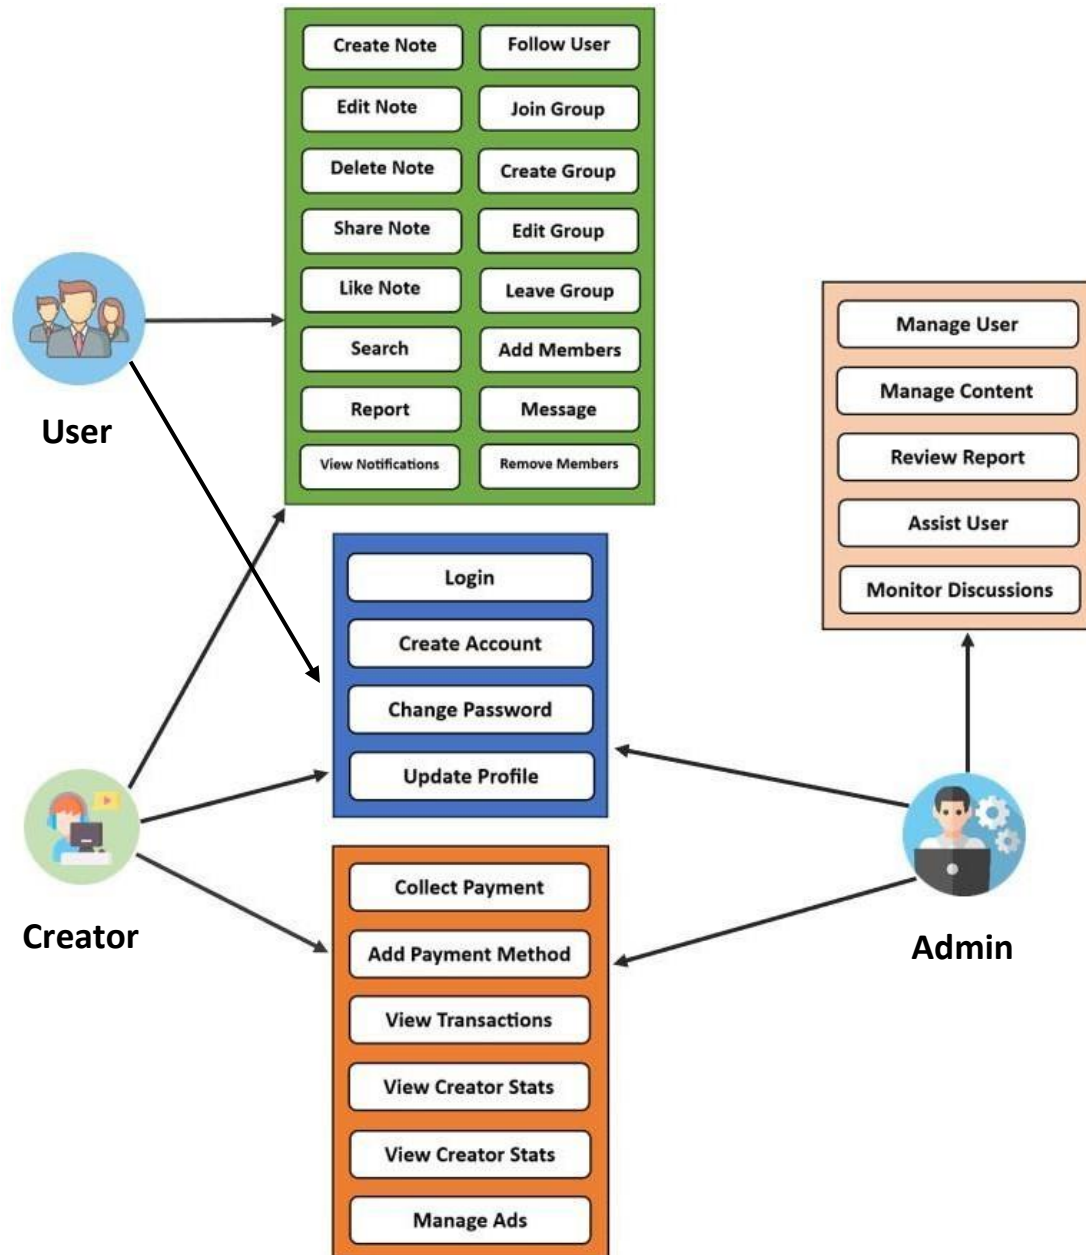 Create Note
Follow User
Edit Note
Join Group
Delete Note
Create Group
Share Note
Edit Group
Like Note
Leave Group
Search
Add Members
Report
Message
View Notifications
Remove Members
User
Manage User
Manage Content
Review Report
Assist User
Monitor Discussions
Login
Create Account
Change Password
Update Profile
Creator
Admin
Collect Payment
Add Payment Method
View Transactions
View Creator Stats
View Creator Stats
Manage Ads